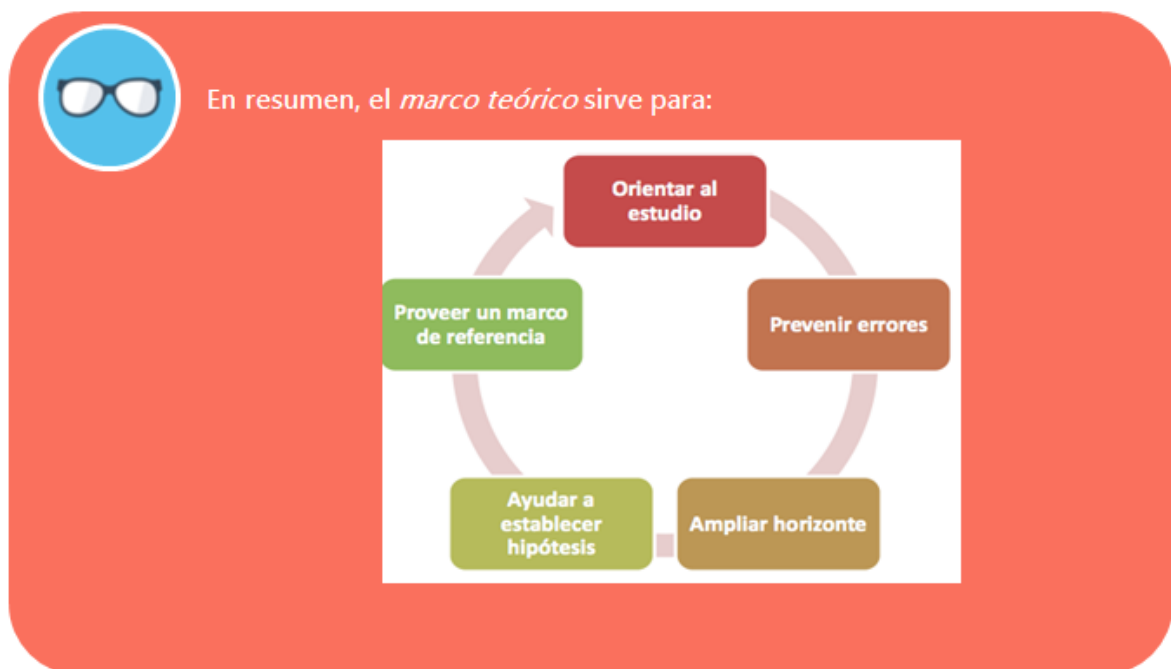 En resumen, el marco teórico sirve para:
Orientar al
estudio
Prevenir errores
Ampliar horizonte
Ayudar a
establecer
hipótesis
Proveer un marco
de referencia